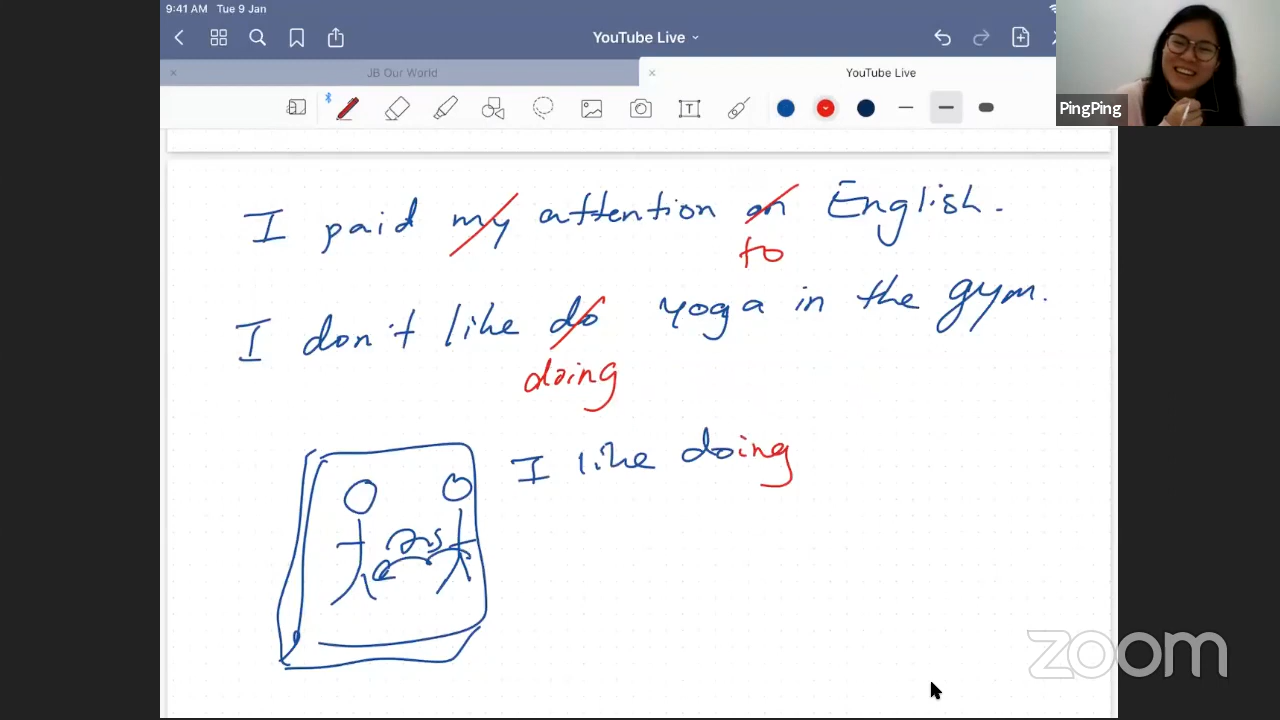 9:41 AM Tue 9 Jan
YouTube Live
JB Our World
YouTube Live
PingPing
I paid my attention on English.
to
I don't like do yoga in the gym.
doing
I like doing
zoom